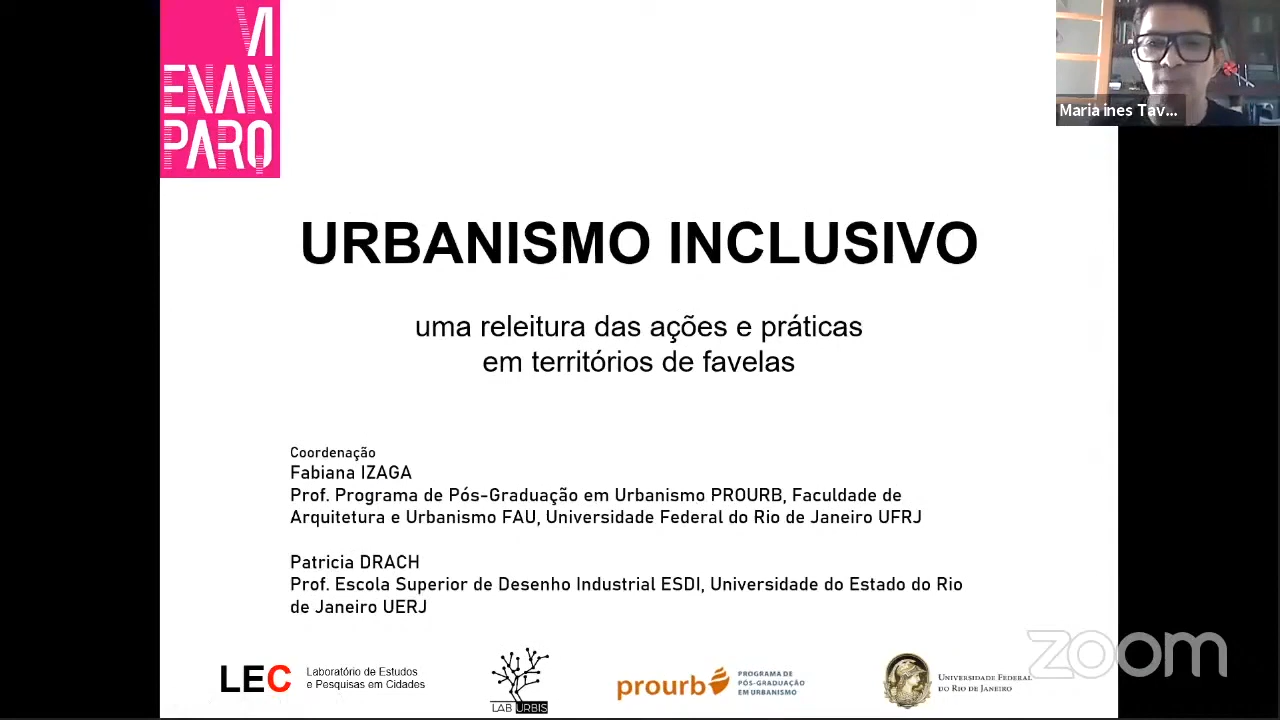 VI
ENAN
PARQ
Maria ines Tav...
URBANISMO INCLUSIVO
uma releitura das ações e práticas
em territórios de favelas
Coordenação
Fabiana IZAGA
Prof. Programa de Pós-Graduação em Urbanismo PROURB, Faculdade de
Arquitetura e Urbanismo FAU, Universidade Federal do Rio de Janeiro UFRJ
Patricia DRACH
Prof. Escola Superior de Desenho Industrial ESDI, Universidade do Estado do Rio
de Janeiro UERJ
LEC
Laboratório de Estudos
e Pesquisas em Cidades
LAB URBIS
prourb
PROGRAMA DE
PÓS-GRADUAÇÃO
EM URBANISMO
UNIVERSIDADE FEDERAL
DO RIO DE JANEIRO
zoom